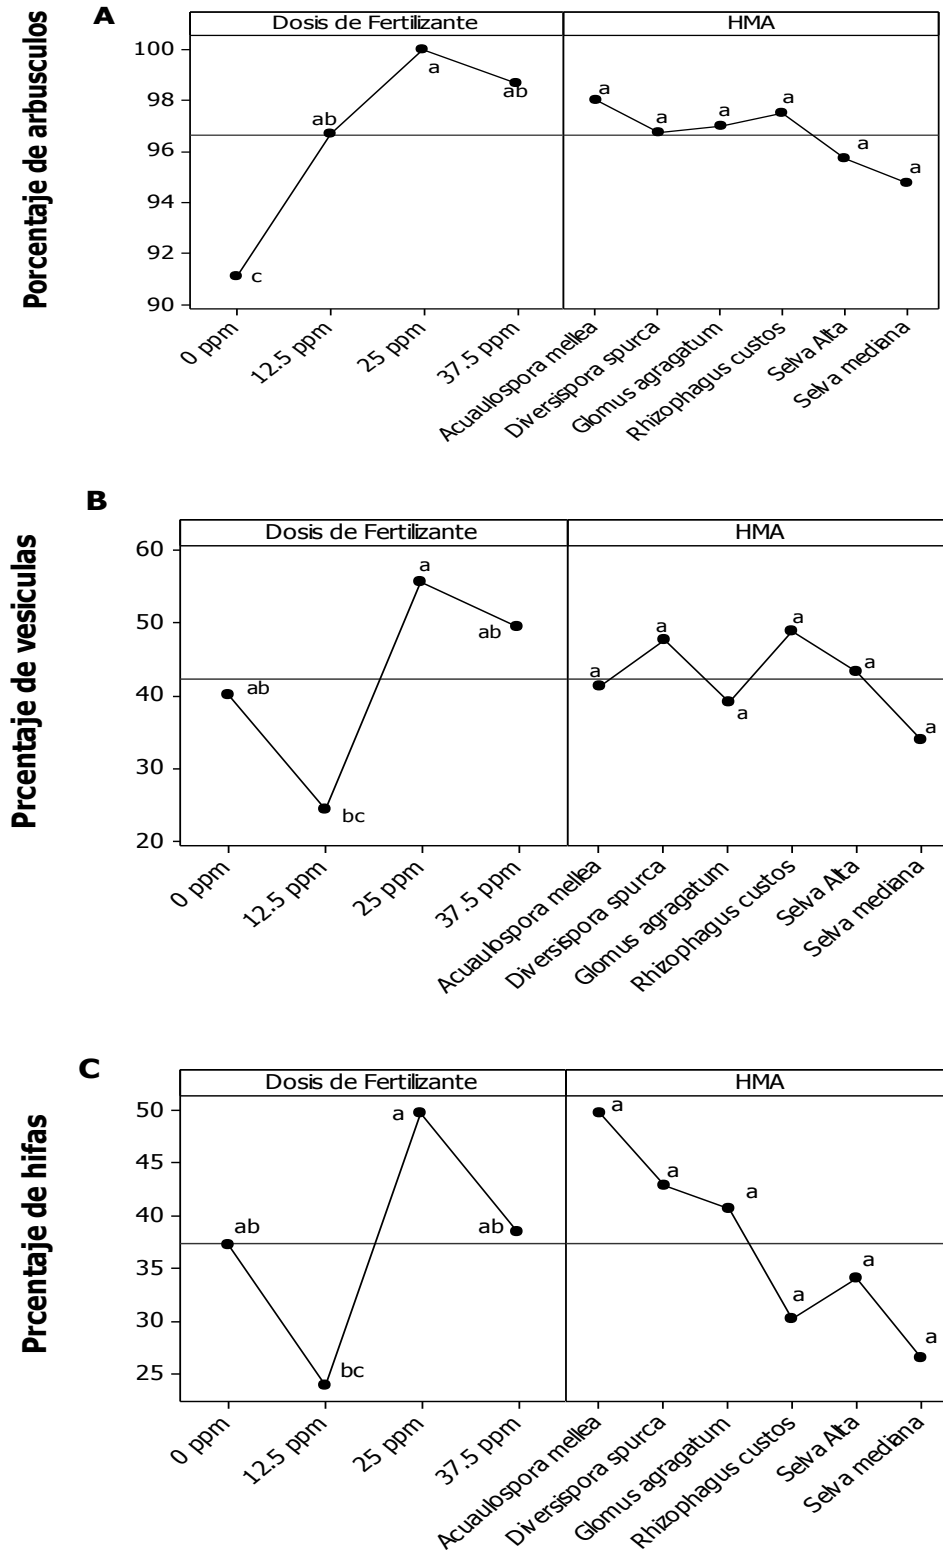 A
Dosis de Fertilizante
HMA
Porcentaje de arbusculos
100
98
96
94
92
90
c
ab
a
ab
a
a
a
a
a
a
0 ppm
12.5 ppm
25 ppm
37.5 ppm
Acuaulospora mellea
Diversispora spurca
Glomus agragatum
Rhizophagus custos
Selva Alta
Selva mediana
B
Dosis de Fertilizante
HMA
Prcentaje de vesiculas
60
50
40
30
20
ab
bc
a
ab
a
a
a
a
a
a
0 ppm
12.5 ppm
25 ppm
37.5 ppm
Acuaulospora mellea
Diversispora spurca
Glomus agragatum
Rhizophagus custos
Selva Alta
Selva mediana
C
Dosis de Fertilizante
HMA
Prcentaje de hifas
50
45
40
35
30
25
ab
bc
a
ab
a
a
a
a
a
a
0 ppm
12.5 ppm
25 ppm
37.5 ppm
Acuaulospora mellea
Diversispora spurca
Glomus agragatum
Rhizophagus custos
Selva Alta
Selva mediana